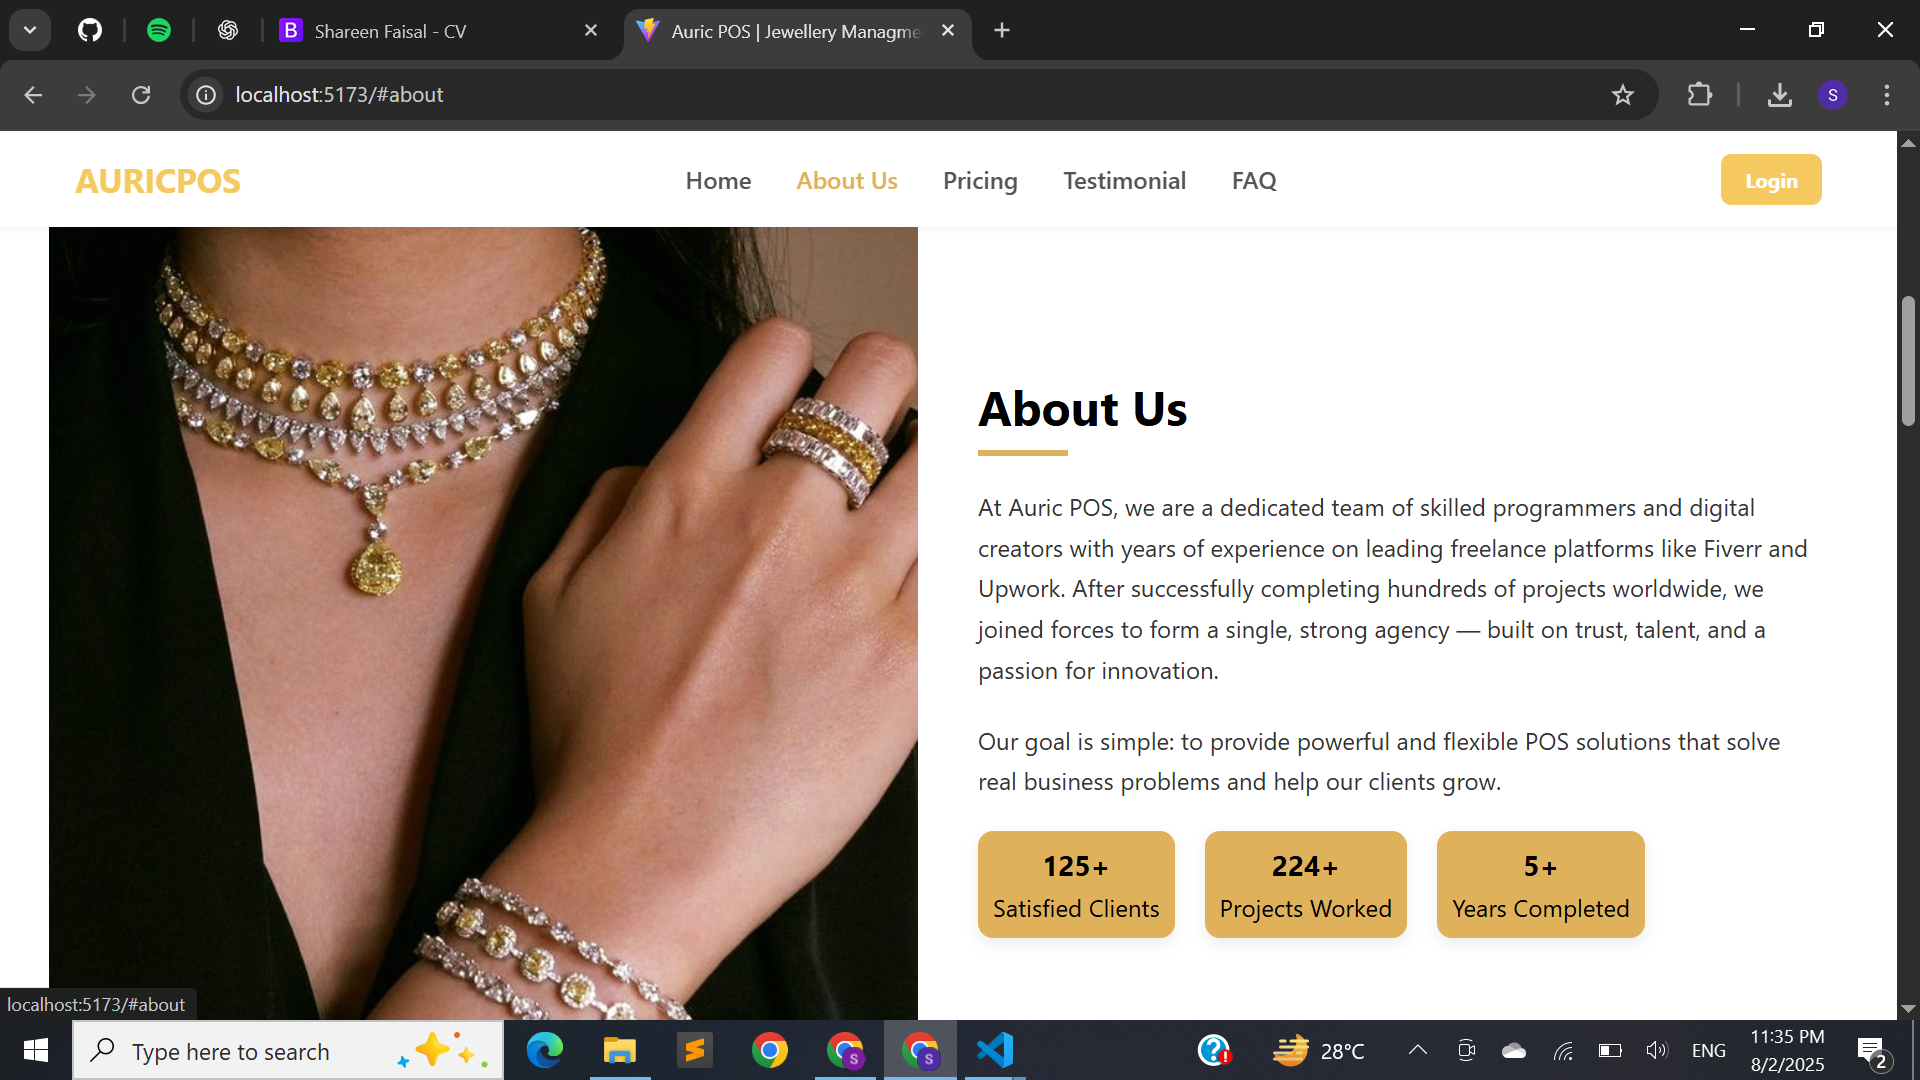 B Shareen Faisal - CV
Auric POS | Jewellery Managme
localhost:5173/#about
S
AURICPOS
Home
About Us
Pricing
Testimonial
FAQ
Login
About Us
At Auric POS, we are a dedicated team of skilled programmers and digital
creators with years of experience on leading freelance platforms like Fiverr and
Upwork. After successfully completing hundreds of projects worldwide, we
joined forces to form a single, strong agency — built on trust, talent, and a
passion for innovation.
Our goal is simple: to provide powerful and flexible POS solutions that solve
real business problems and help our clients grow.
125+
Satisfied Clients
224+
Projects Worked
5+
Years Completed
localhost:5173/#about
Type here to search
S
S
28°C
ENG
11:35 PM
8/2/2025
2